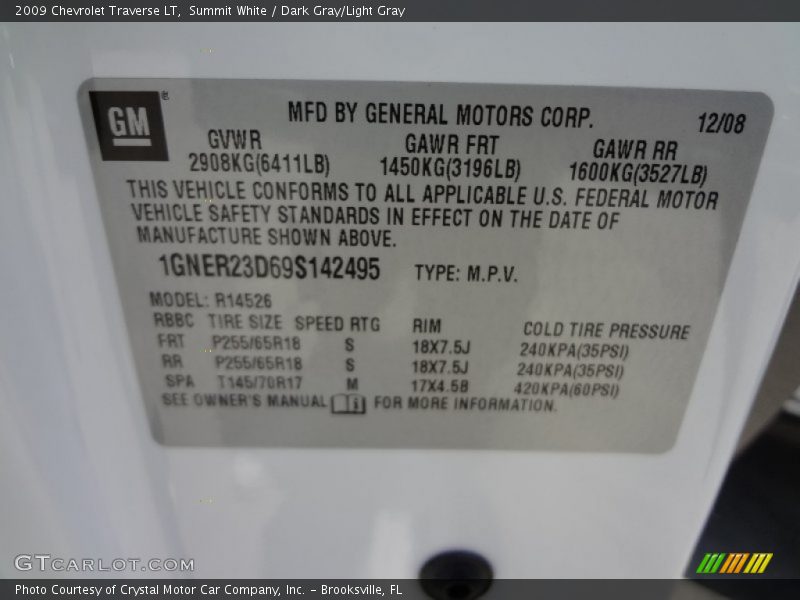 2009 Chevrolet Traverse LT, Summit White / Dark Gray/Light Gray
GM ®
MFD BY GENERAL MOTORS CORP. 12/08
GVWR GAWR FRT GAWR RR
2908KG(6411LB) 1450KG(3196LB) 1600KG(3527LB)
THIS VEHICLE CONFORMS TO ALL APPLICABLE U.S. FEDERAL MOTOR
VEHICLE SAFETY STANDARDS IN EFFECT ON THE DATE OF
MANUFACTURE SHOWN ABOVE.
1GNER23D69S142495 TYPE: M.P.V.
MODEL: R14526
RBBC TIRE SIZE SPEED RTG RIM COLD TIRE PRESSURE
FRT P255/65R18 S 18X7.5J 240KPA(35PSI)
RR P255/65R18 S 18X7.5J 240KPA(35PSI)
SPA T145/70R17 M 17X4.5B 420KPA(60PSI)
SEE OWNER'S MANUAL i FOR MORE INFORMATION.
GTCARLOT.COM
Photo Courtesy of Crystal Motor Car Company, Inc. - Brooksville, FL